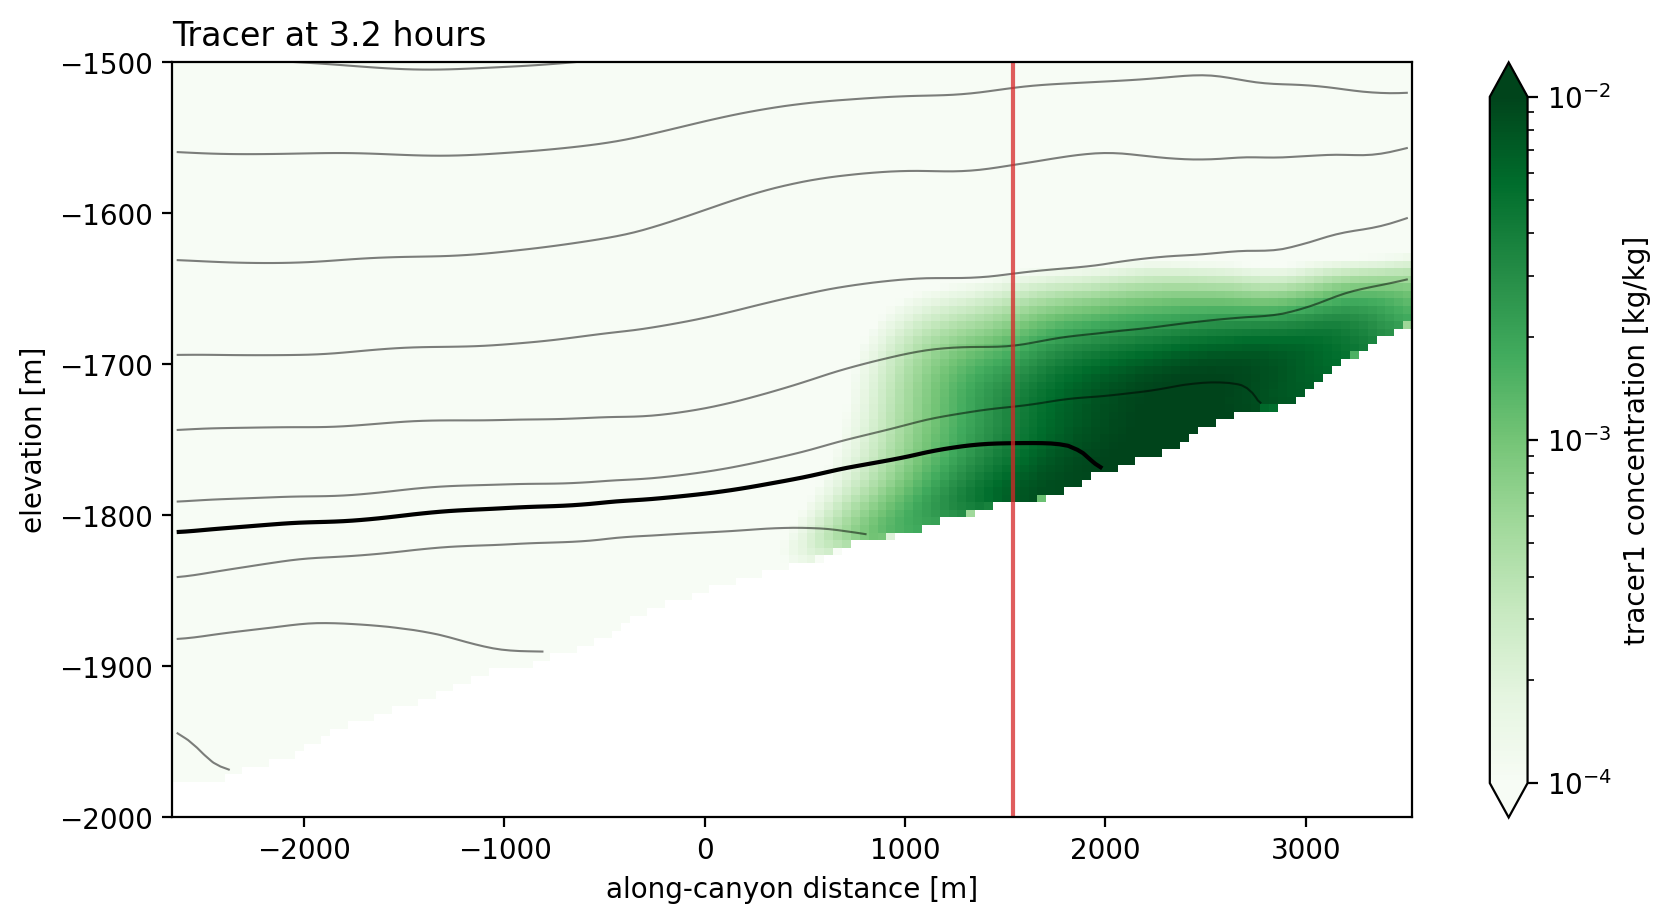 Tracer at 3.2 hours
−1500
−1600
−1700
−1800
−1900
−2000
elevation [m]
−2000 −1000 0 1000 2000 3000
along-canyon distance [m]
10⁻²
10⁻³
10⁻⁴
tracer1 concentration [kg/kg]